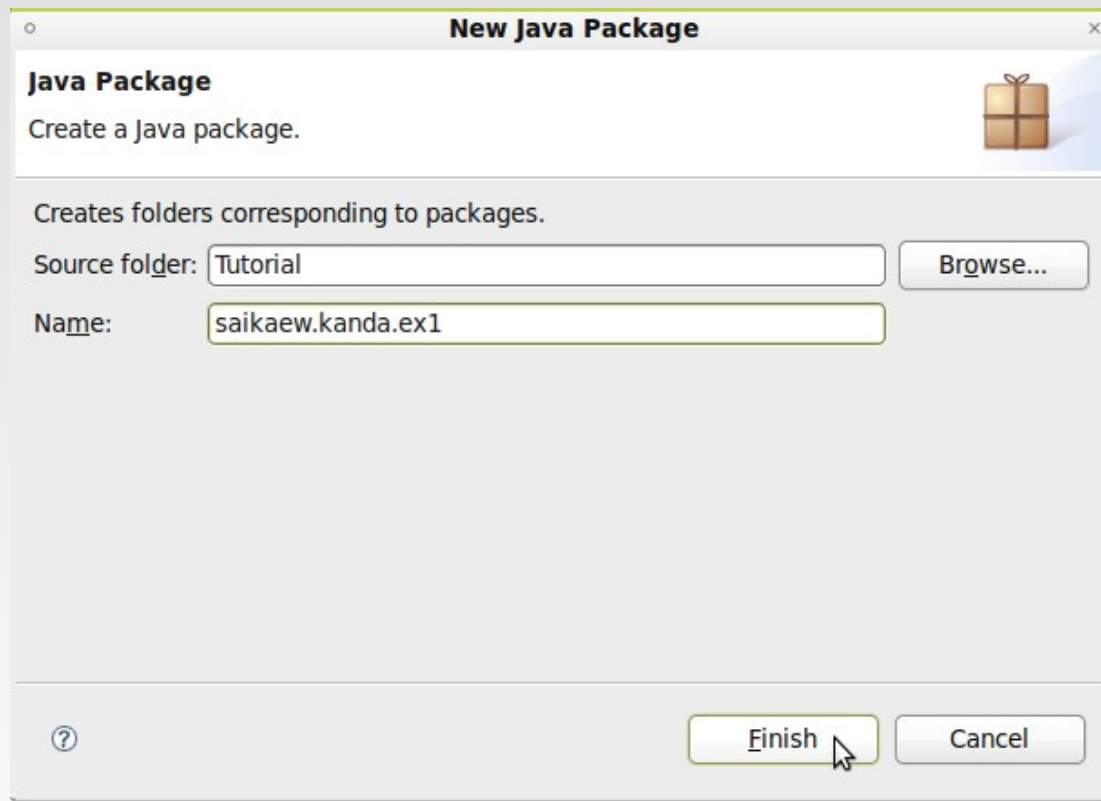 New Java Package
Java Package
Create a Java package.
Creates folders corresponding to packages.
Source folder: Tutorial Browse...
Name: saikaew.kanda.ex1
Finish Cancel